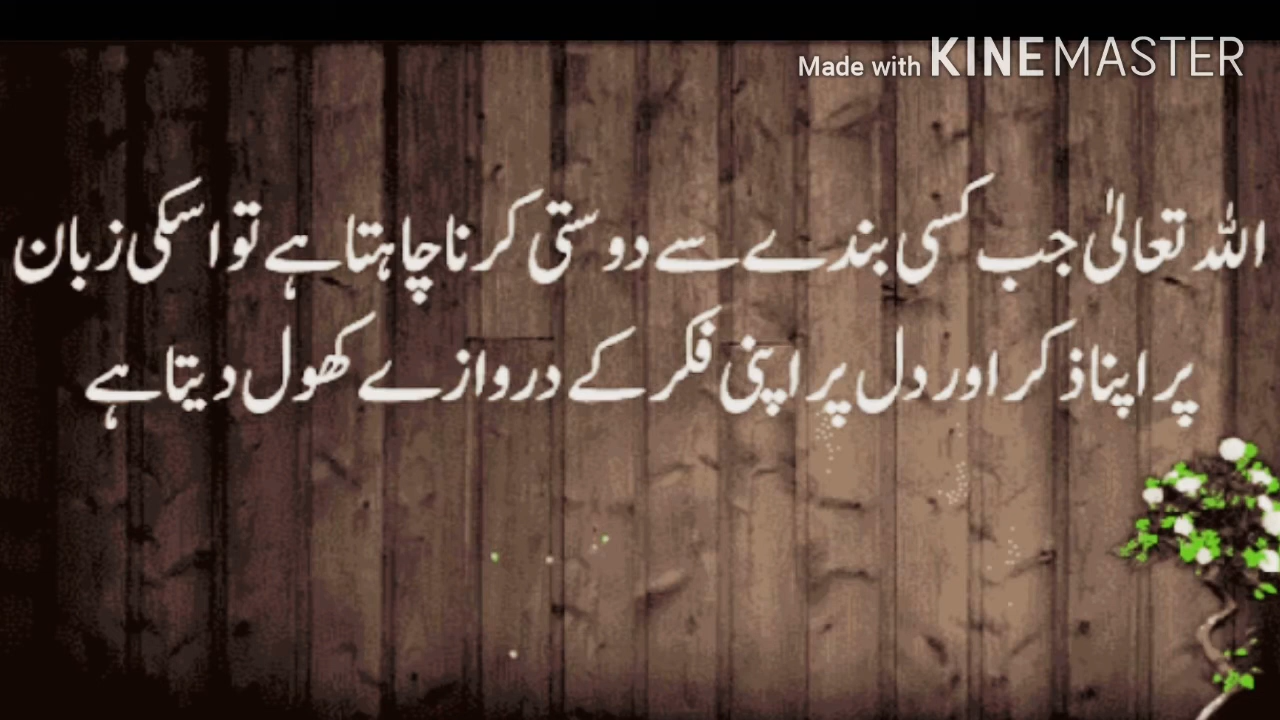 Made with KINEMASTER
اللہ تعالیٰ جب کسی بندے سے دوستی کرنا چاہتا ہے تو اسکی زبان
پر اپنا ذکر اور دل پر اپنی فکر کے دروازے کھول دیتا ہے